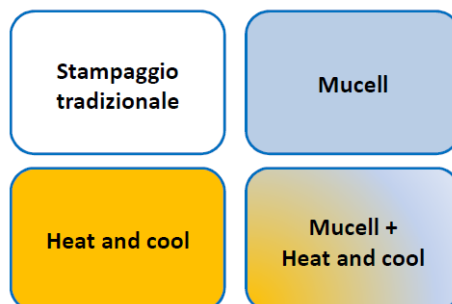 Stampaggio
tradizionale
Mucell
Heat and cool
Mucell +
Heat and cool